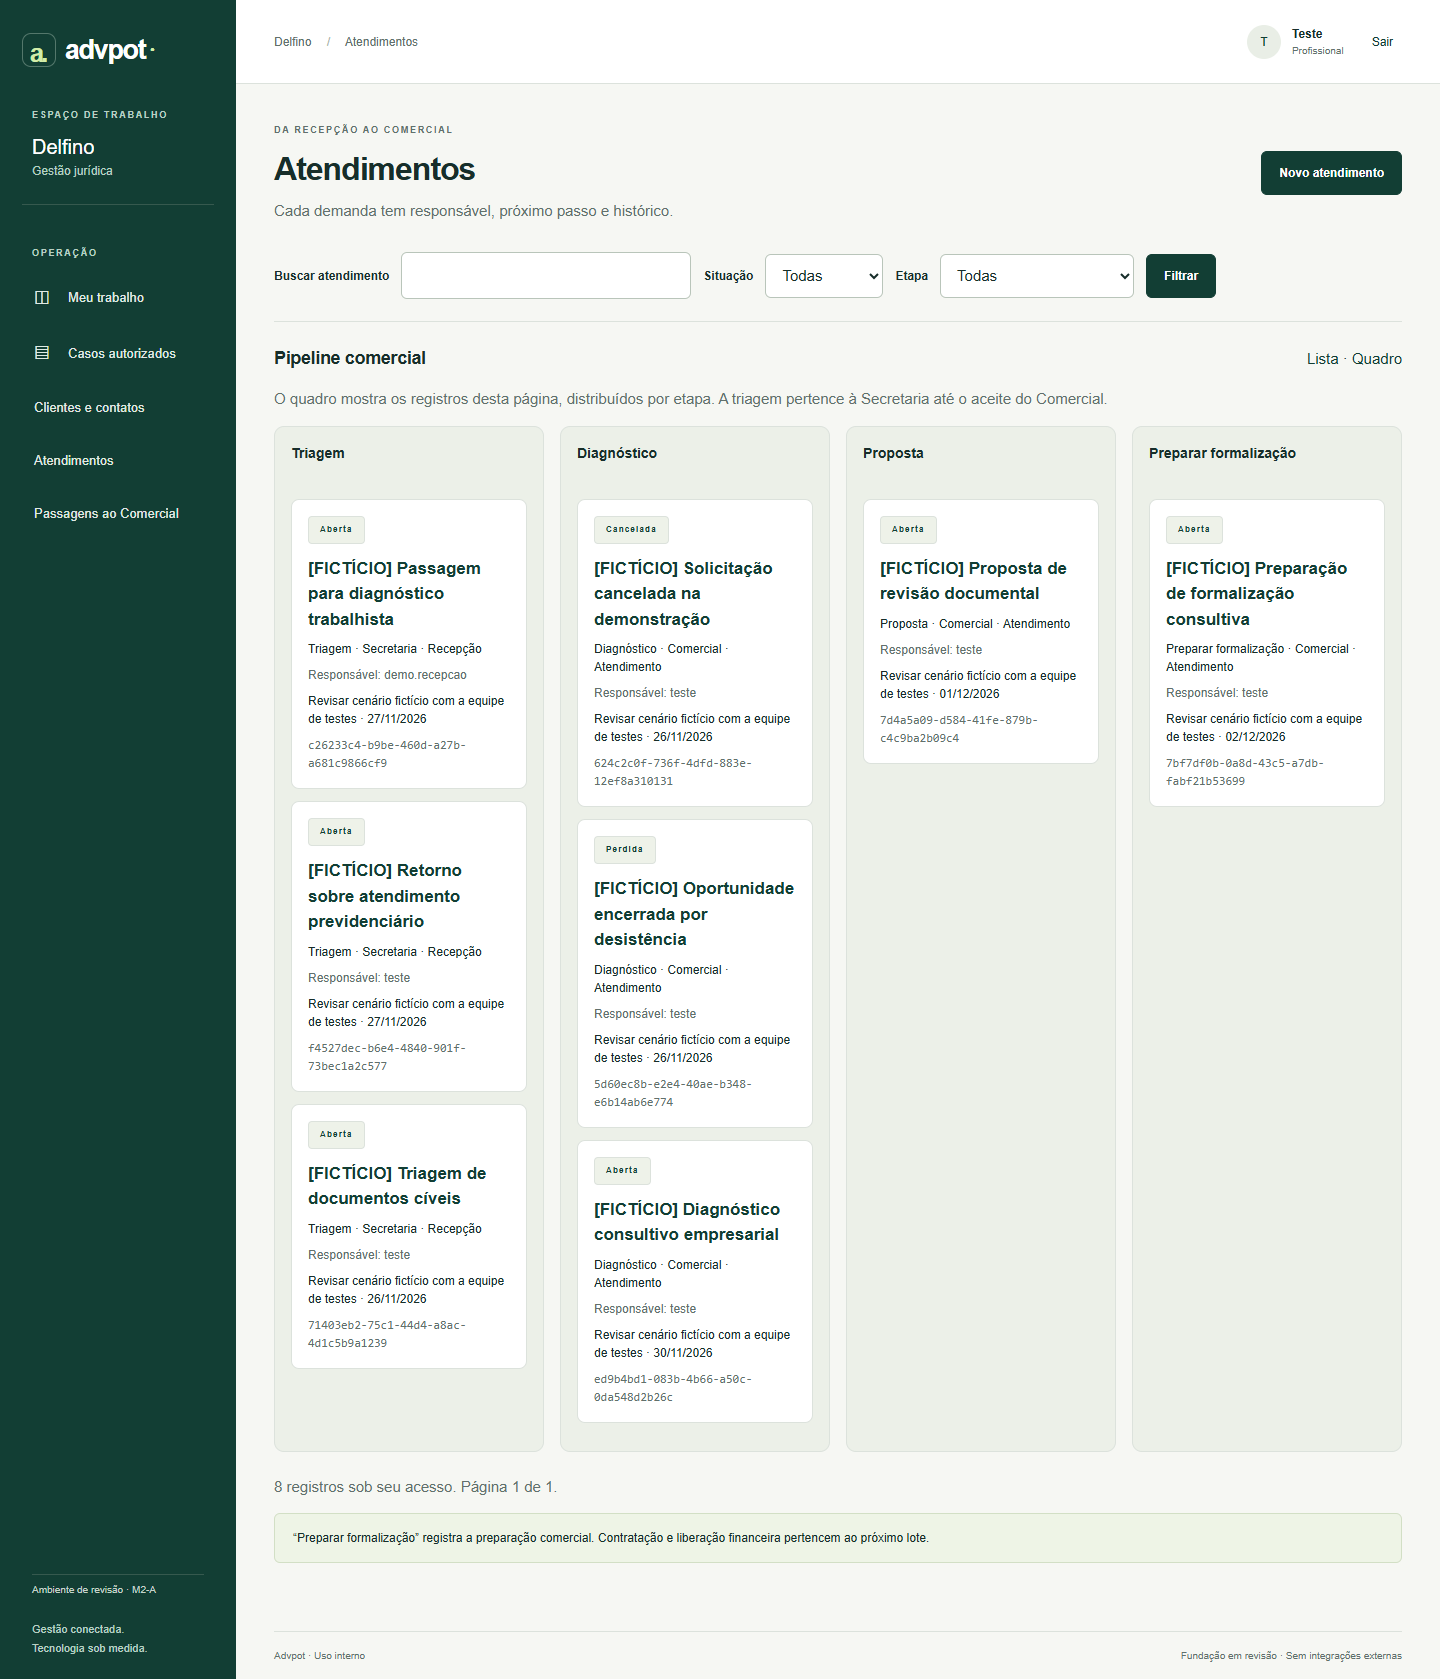 a advpot·
ESPAÇO DE TRABALHO
Delfino
Gestão jurídica
OPERAÇÃO
Meu trabalho
Casos autorizados
Clientes e contatos
Atendimentos
Passagens ao Comercial
Ambiente de revisão · M2-A
Gestão conectada.
Tecnologia sob medida.
Delfino / Atendimentos
T
Teste
Profissional
Sair
DA RECEPÇÃO AO COMERCIAL
Atendimentos
Cada demanda tem responsável, próximo passo e histórico.
Novo atendimento
Buscar atendimento
Situação Todas
Etapa Todas
Filtrar
Pipeline comercial
Lista · Quadro
O quadro mostra os registros desta página, distribuídos por etapa. A triagem pertence à Secretaria até o aceite do Comercial.
Triagem
Aberta
[FICTÍCIO] Passagem
para diagnóstico
trabalhista
Triagem · Secretaria · Recepção
Responsável: demo.recepcao
Revisar cenário fictício com a equipe
de testes · 27/11/2026
c26233c4-b9be-460d-a27b-
a681c9866cf9
Aberta
[FICTÍCIO] Retorno
sobre atendimento
previdenciário
Triagem · Secretaria · Recepção
Responsável: teste
Revisar cenário fictício com a equipe
de testes · 27/11/2026
f4527dec-b6e4-4840-901f-
73bec1a2c577
Aberta
[FICTÍCIO] Triagem de
documentos cíveis
Triagem · Secretaria · Recepção
Responsável: teste
Revisar cenário fictício com a equipe
de testes · 26/11/2026
71403eb2-75c1-44d4-a8ac-
4d1c5b9a1239
Diagnóstico
Cancelada
[FICTÍCIO] Solicitação
cancelada na
demonstração
Diagnóstico · Comercial ·
Atendimento
Responsável: teste
Revisar cenário fictício com a equipe
de testes · 26/11/2026
624c2c0f-736f-4dfd-883e-
12ef8a310131
Perdida
[FICTÍCIO] Oportunidade
encerrada por
desistência
Diagnóstico · Comercial ·
Atendimento
Responsável: teste
Revisar cenário fictício com a equipe
de testes · 26/11/2026
5d60ec8b-e2e4-40ae-b348-
e6b14ab6e774
Aberta
[FICTÍCIO] Diagnóstico
consultivo empresarial
Diagnóstico · Comercial ·
Atendimento
Responsável: teste
Revisar cenário fictício com a equipe
de testes · 30/11/2026
ed9b4bd1-083b-4b66-a50c-
0da548d2b26c
Proposta
Aberta
[FICTÍCIO] Proposta de
revisão documental
Proposta · Comercial · Atendimento
Responsável: teste
Revisar cenário fictício com a equipe
de testes · 01/12/2026
7d4a5a09-d584-41fe-879b-
c4c9ba2b09c4
Preparar formalização
Aberta
[FICTÍCIO] Preparação
de formalização
consultiva
Preparar formalização · Comercial ·
Atendimento
Responsável: teste
Revisar cenário fictício com a equipe
de testes · 02/12/2026
7bf7df0b-0a8d-43c5-a7db-
fabf21b53699
8 registros sob seu acesso. Página 1 de 1.
“Preparar formalização” registra a preparação comercial. Contratação e liberação financeira pertencem ao próximo lote.
Advpot · Uso interno
Fundação em revisão · Sem integrações externas